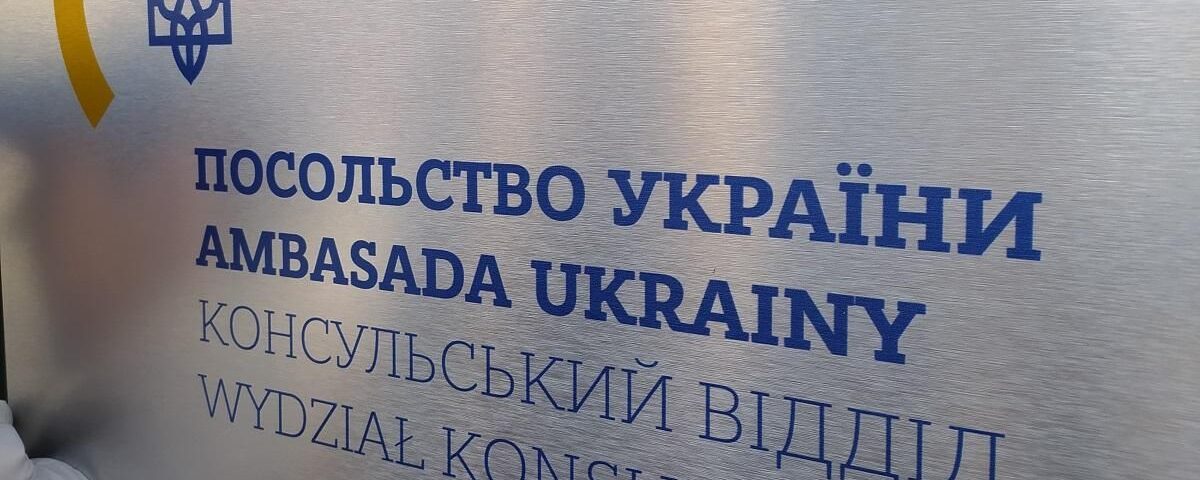 ПОСОЛЬСТВО УКРАЇНИ
AMBASADA UKRAINY
КОНСУЛЬСЬКИЙ ВІДДІЛ
WYDZIAŁ